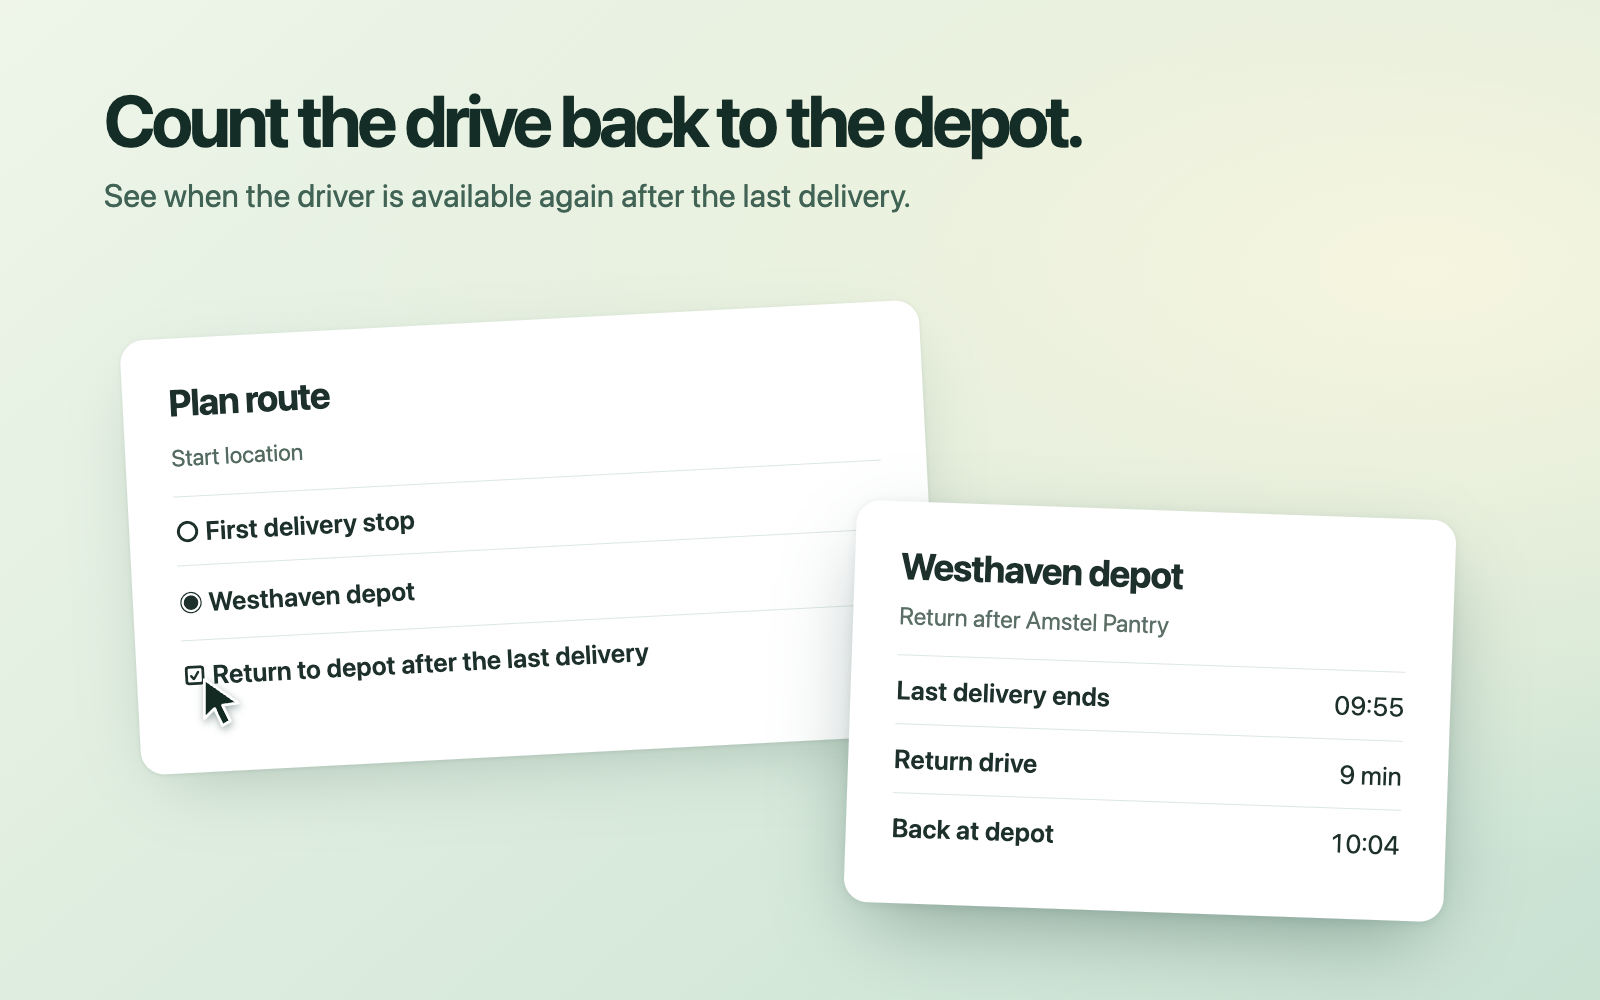 Count the drive back to the depot.
See when the driver is available again after the last delivery.
Plan route
Start location
First delivery stop
Westhaven depot
Return to depot after the last delivery
Westhaven depot
Return after Amstel Pantry
Last delivery ends 09:55
Return drive 9 min
Back at depot 10:04